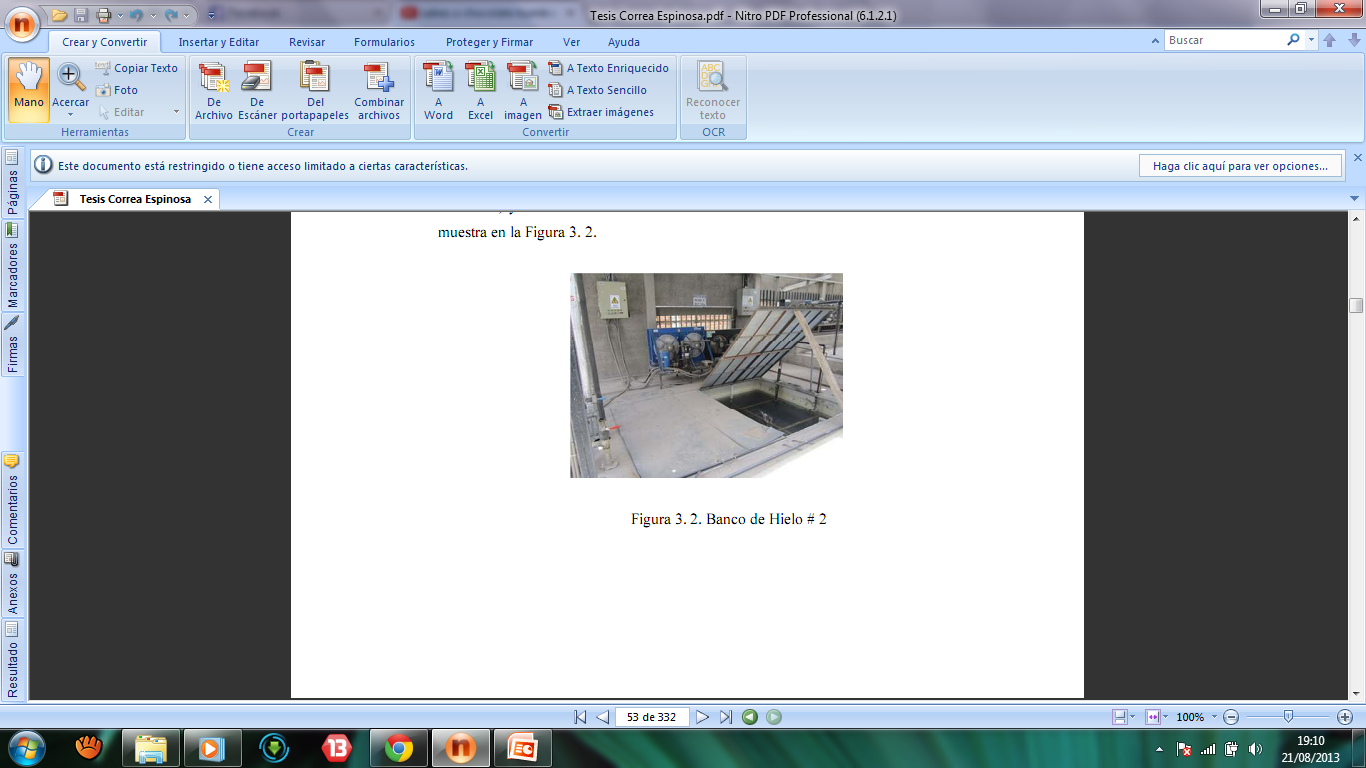 Tesis Correa Espinosa.pdf - Nitro PDF Professional (6.1.2.1)
Crear y Convertir
Insertar y Editar
Revisar
Formularios
Proteger y Firmar
Ver
Ayuda
Buscar
Mano
Acercar
Copiar Texto
Foto
Editar
Herramientas
De Archivo
De Escáner
Del portapapeles
Combinar archivos
Crear
A Word
A Excel
A imagen
A Texto Enriquecido
A Texto Sencillo
Extraer imágenes
Convertir
ABC
Reconocer texto
OCR
Este documento está restringido o tiene acceso limitado a ciertas características.
Haga clic aquí para ver opciones...
Tesis Correa Espinosa
Páginas
Marcadores
Firmas
Comentarios
Anexos
Resultado
muestra en la Figura 3. 2.
Figura 3. 2. Banco de Hielo # 2
53 de 332
100%
13
19:10
21/08/2013